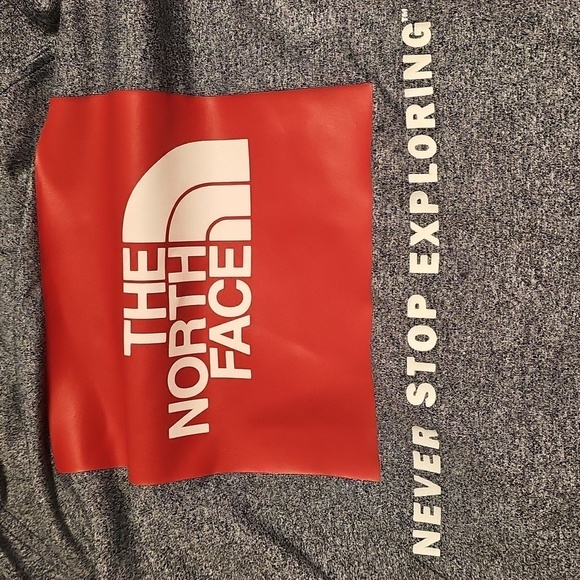 THE
NORTH
FACE
NEVER STOP EXPLORING™